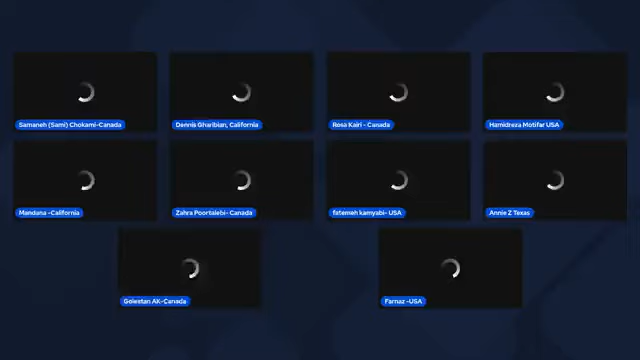 Samaneh (Sami) Chokami-Canada
Dennis Gharibian, California
Rosa Kairi - Canada
Hamidreza Motifar USA
Mandana -California
Zahra Poortalebi- Canada
fatemeh kamyabi- USA
Annie Z Texas
Golestan AK-Canada
Farnaz -USA